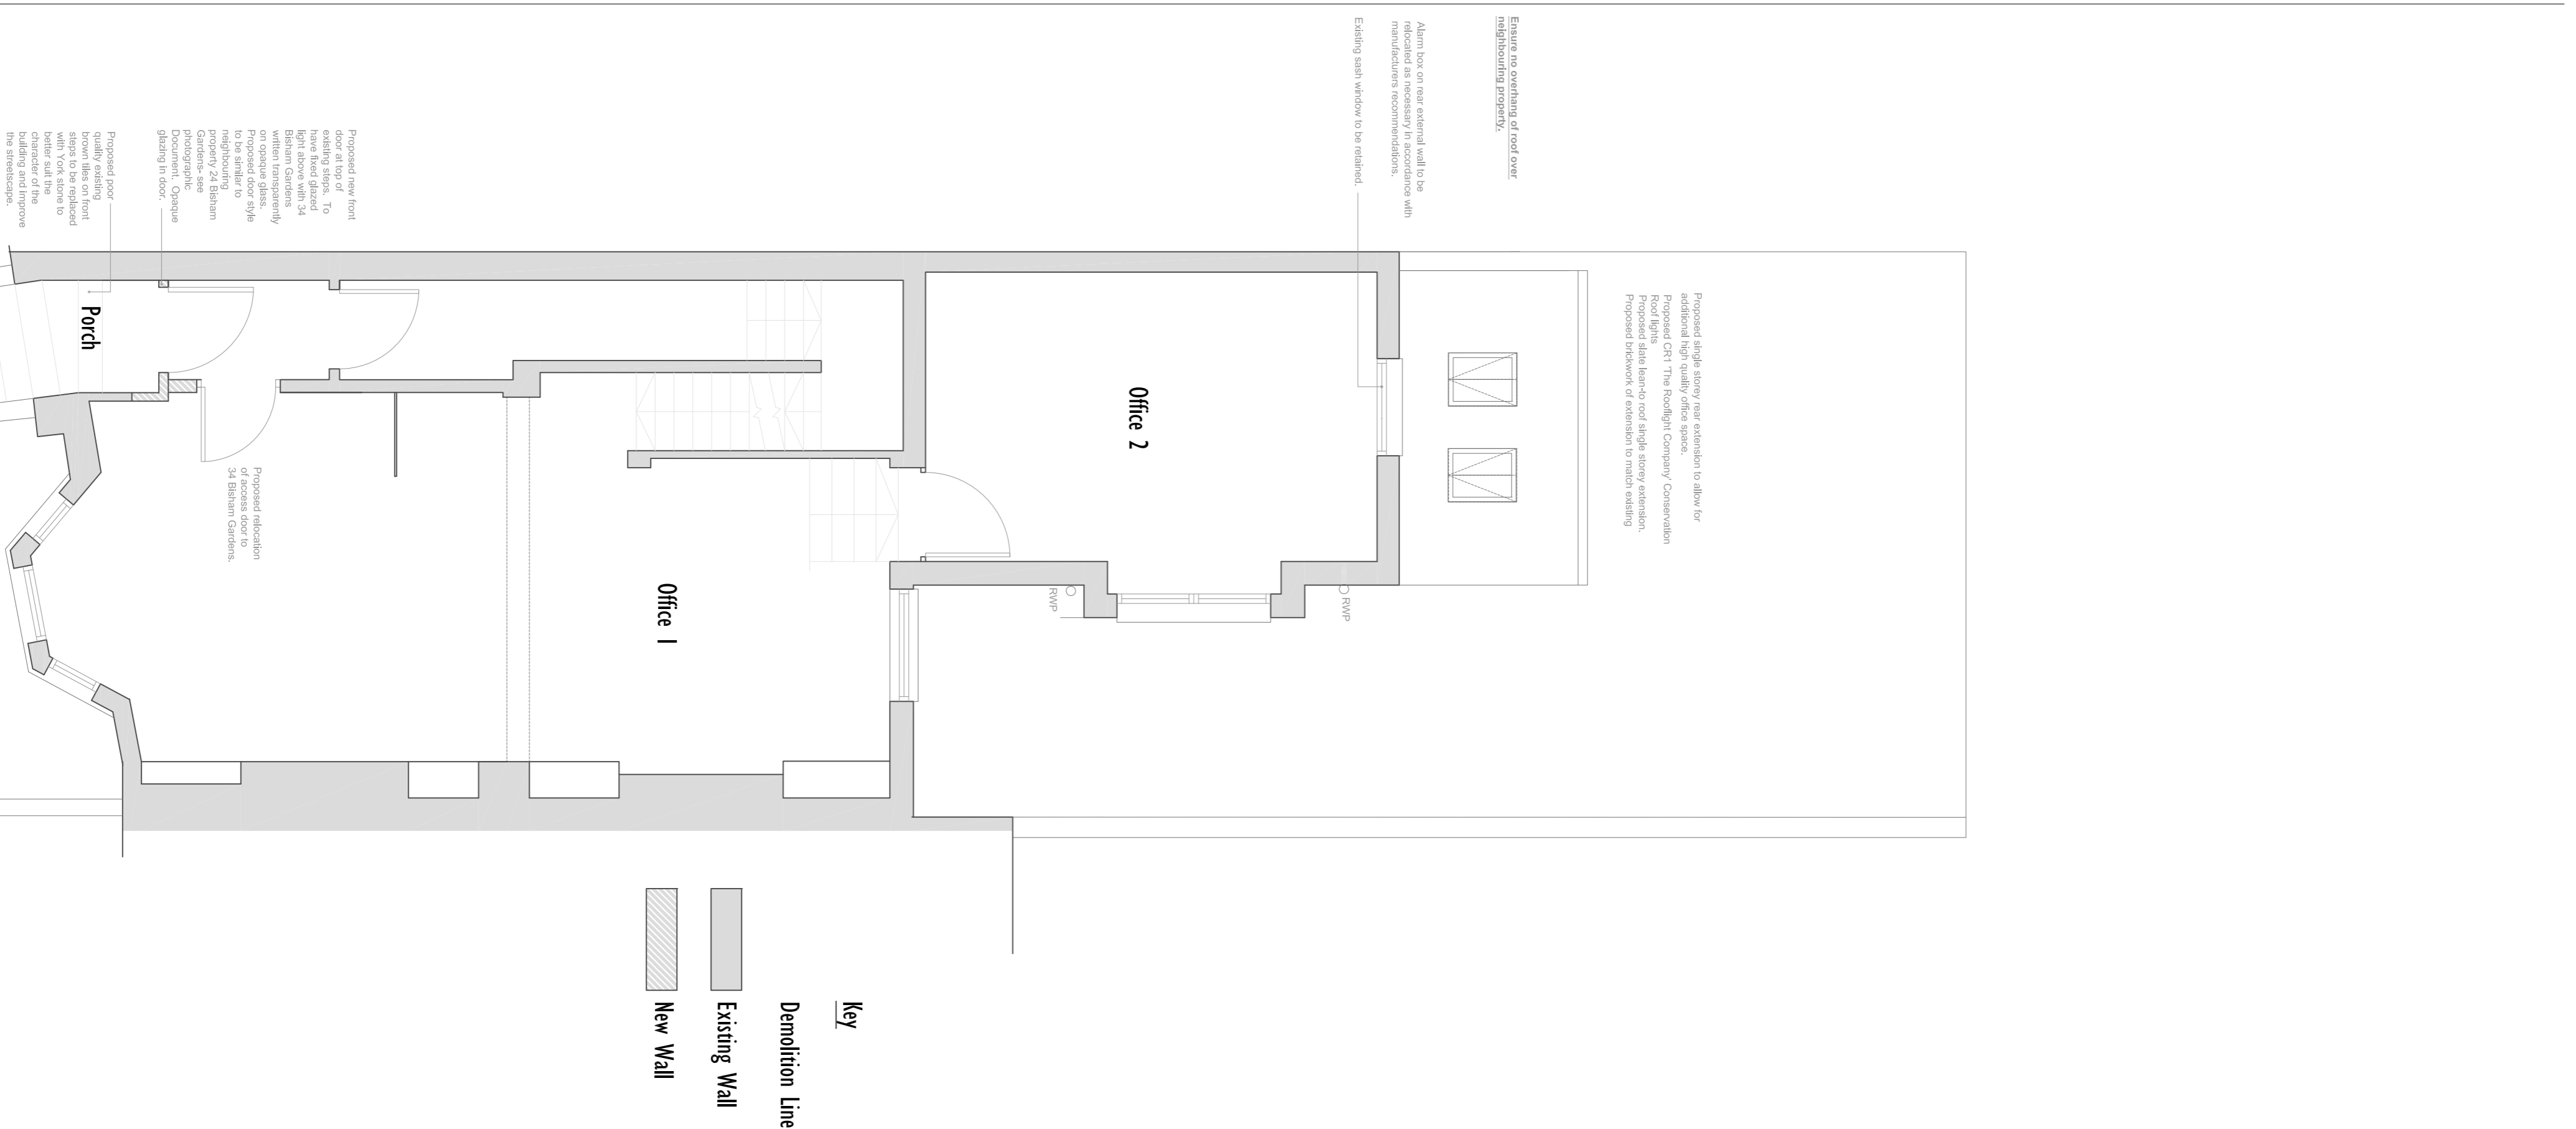 Ensure no overhang of roof over
neighbouring property.
Alarm box on rear external wall to be
relocated as necessary in accordance with
manufacturers recommendations.
Existing sash window to be retained.
Proposed single storey rear extension to allow for
additional high quality office space.
Proposed CR1 'The Rooflight Company' Conservation
Roof lights
Proposed slate lean-to roof single storey extension.
Proposed brickwork of extension to match existing
Office 2
RWP
RWP
Office 1
Proposed new front
door at top of
existing steps. To
have fixed glazed
light above with 34
Bisham Gardens
written transparently
on opaque glass.
Proposed door style
to be similar to
neighbouring
property 24 Bisham
Gardens- see
photographic
Document. Opaque
glazing in door.
Proposed poor
quality existing
brown tiles on front
steps to be replaced
with York stone to
better suit the
character of the
building and improve
the streetscape.
Porch
Proposed relocation
of access door to
34 Bisham Gardens.
Key
Demolition Line
Existing Wall
New Wall